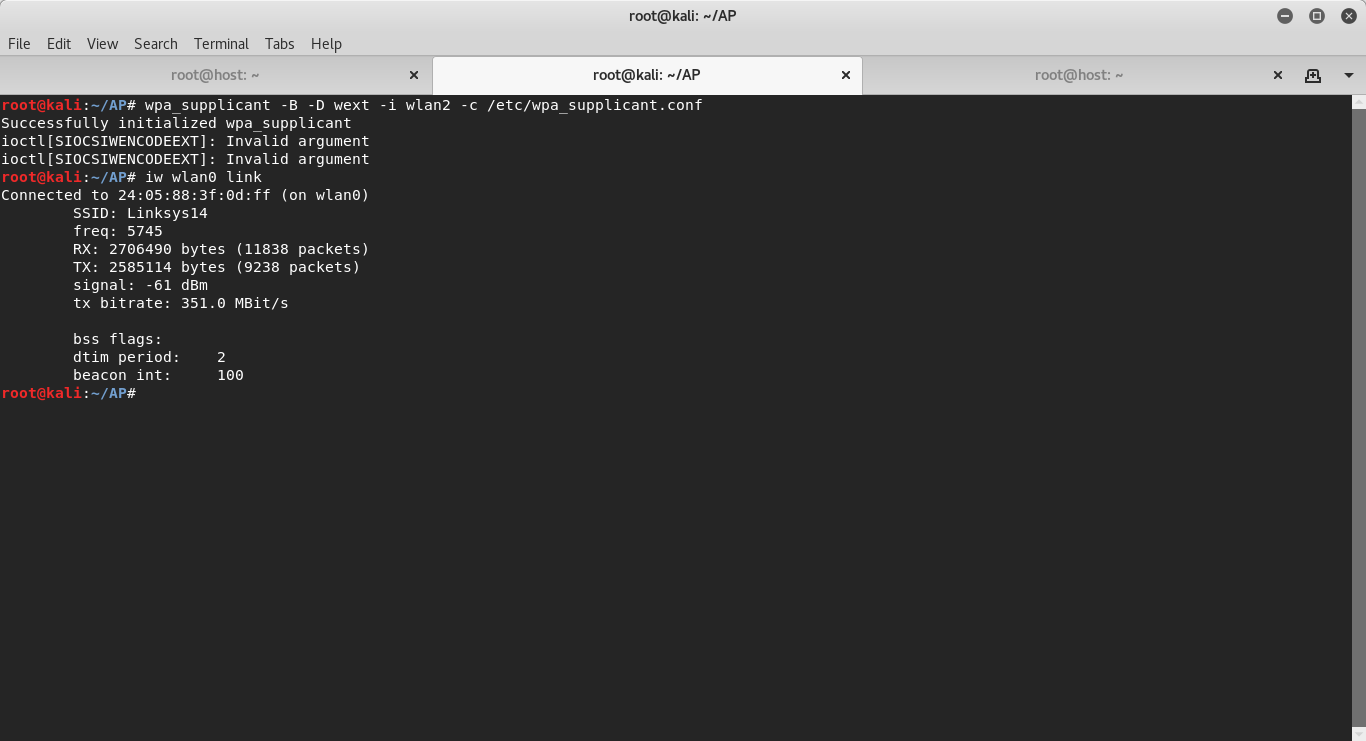 root@kali: ~/AP
File Edit View Search Terminal Tabs Help
root@host: ~ root@kali: ~/AP root@host: ~
root@kali:~/AP# wpa_supplicant -B -D wext -i wlan2 -c /etc/wpa_supplicant.conf
Successfully initialized wpa_supplicant
ioctl[SIOCSIWENCODEEXT]: Invalid argument
ioctl[SIOCSIWENCODEEXT]: Invalid argument
root@kali:~/AP# iw wlan0 link
Connected to 24:05:88:3f:0d:ff (on wlan0)
SSID: Linksys14
freq: 5745
RX: 2706490 bytes (11838 packets)
TX: 2585114 bytes (9238 packets)
signal: -61 dBm
tx bitrate: 351.0 MBit/s
bss flags:
dtim period: 2
beacon int: 100
root@kali:~/AP#